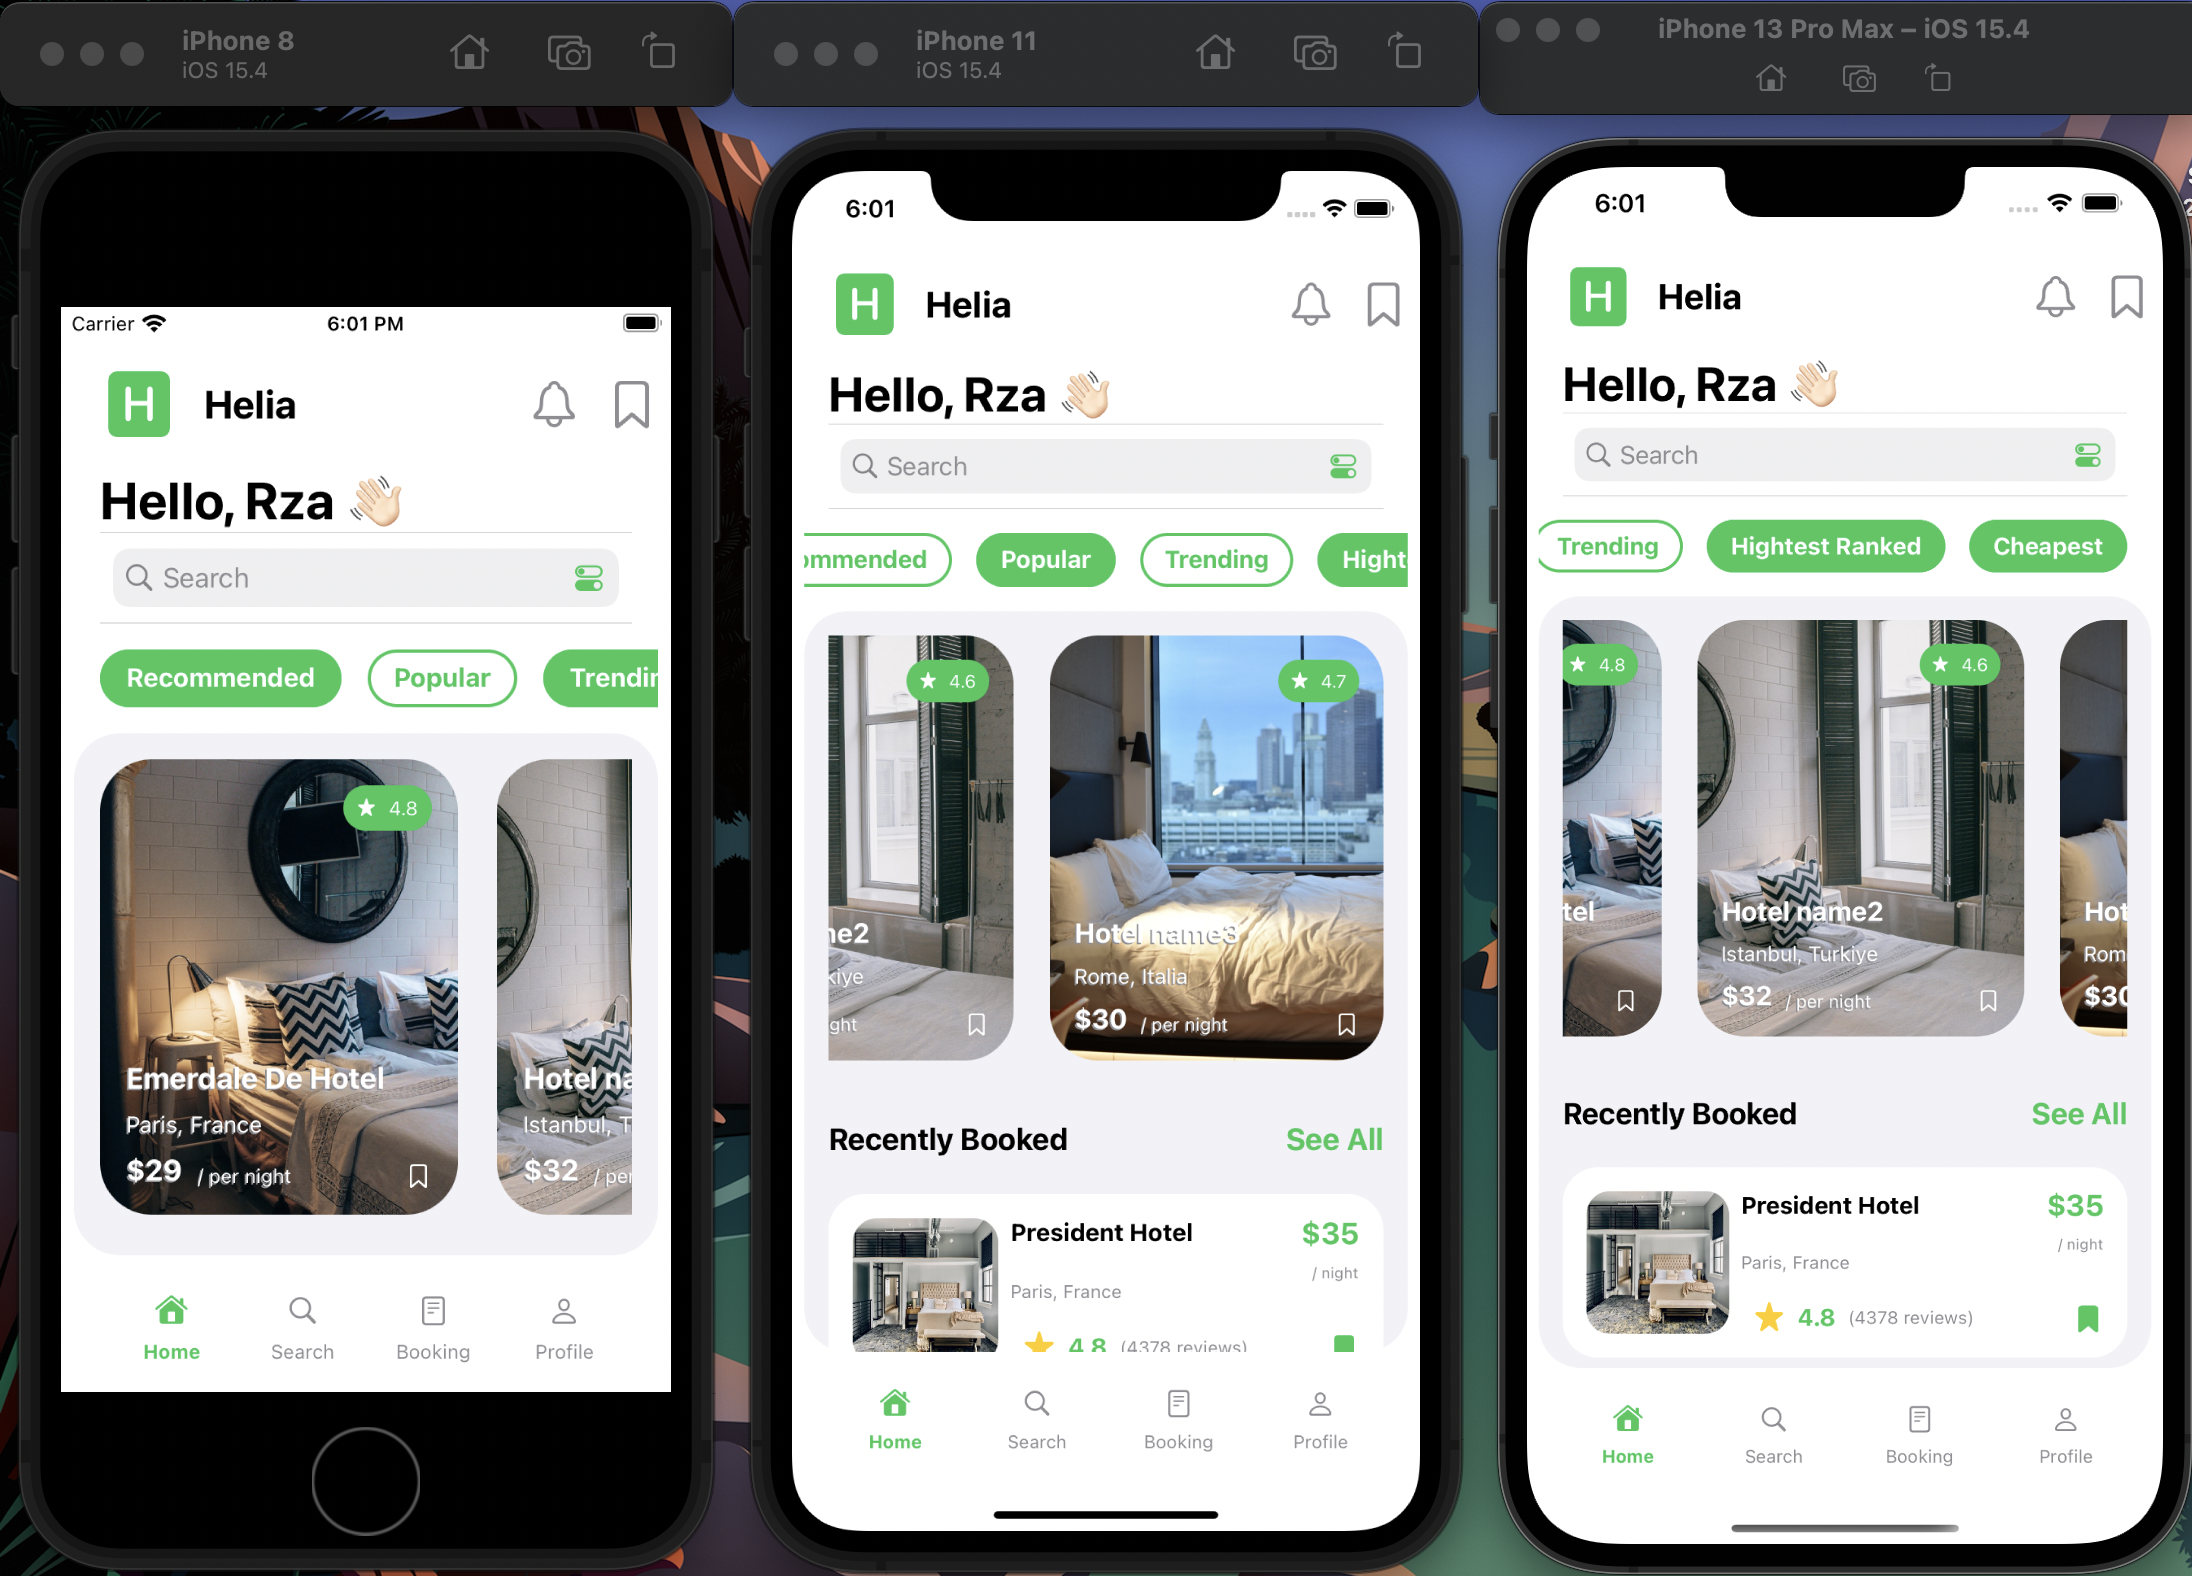 iPhone 8
iOS 15.4
Carrier
6:01 PM
H
Helia
Hello, Rza 👋🏻
Search
Recommended
Popular
Trendin
4.8
Emerdale De Hotel
Paris, France
$29 / per night
Hotel na
Istanbul, T
$32 / per
Home
Search
Booking
Profile
iPhone 11
iOS 15.4
6:01
H
Helia
Hello, Rza 👋🏻
Search
ommended
Popular
Trending
Hight
4.6
4.7
ne2
kiye
ght
Hotel name3
Rome, Italia
$30 / per night
Recently Booked
See All
President Hotel
$35
/ night
Paris, France
4.8
(4378 reviews)
Home
Search
Booking
Profile
iPhone 13 Pro Max – iOS 15.4
6:01
H
Helia
Hello, Rza 👋🏻
Search
Trending
Hightest Ranked
Cheapest
4.8
4.6
tel
Hotel name2
Istanbul, Turkiye
$32 / per night
Hot
Rom
$30
Recently Booked
See All
President Hotel
$35
/ night
Paris, France
4.8
(4378 reviews)
Home
Search
Booking
Profile